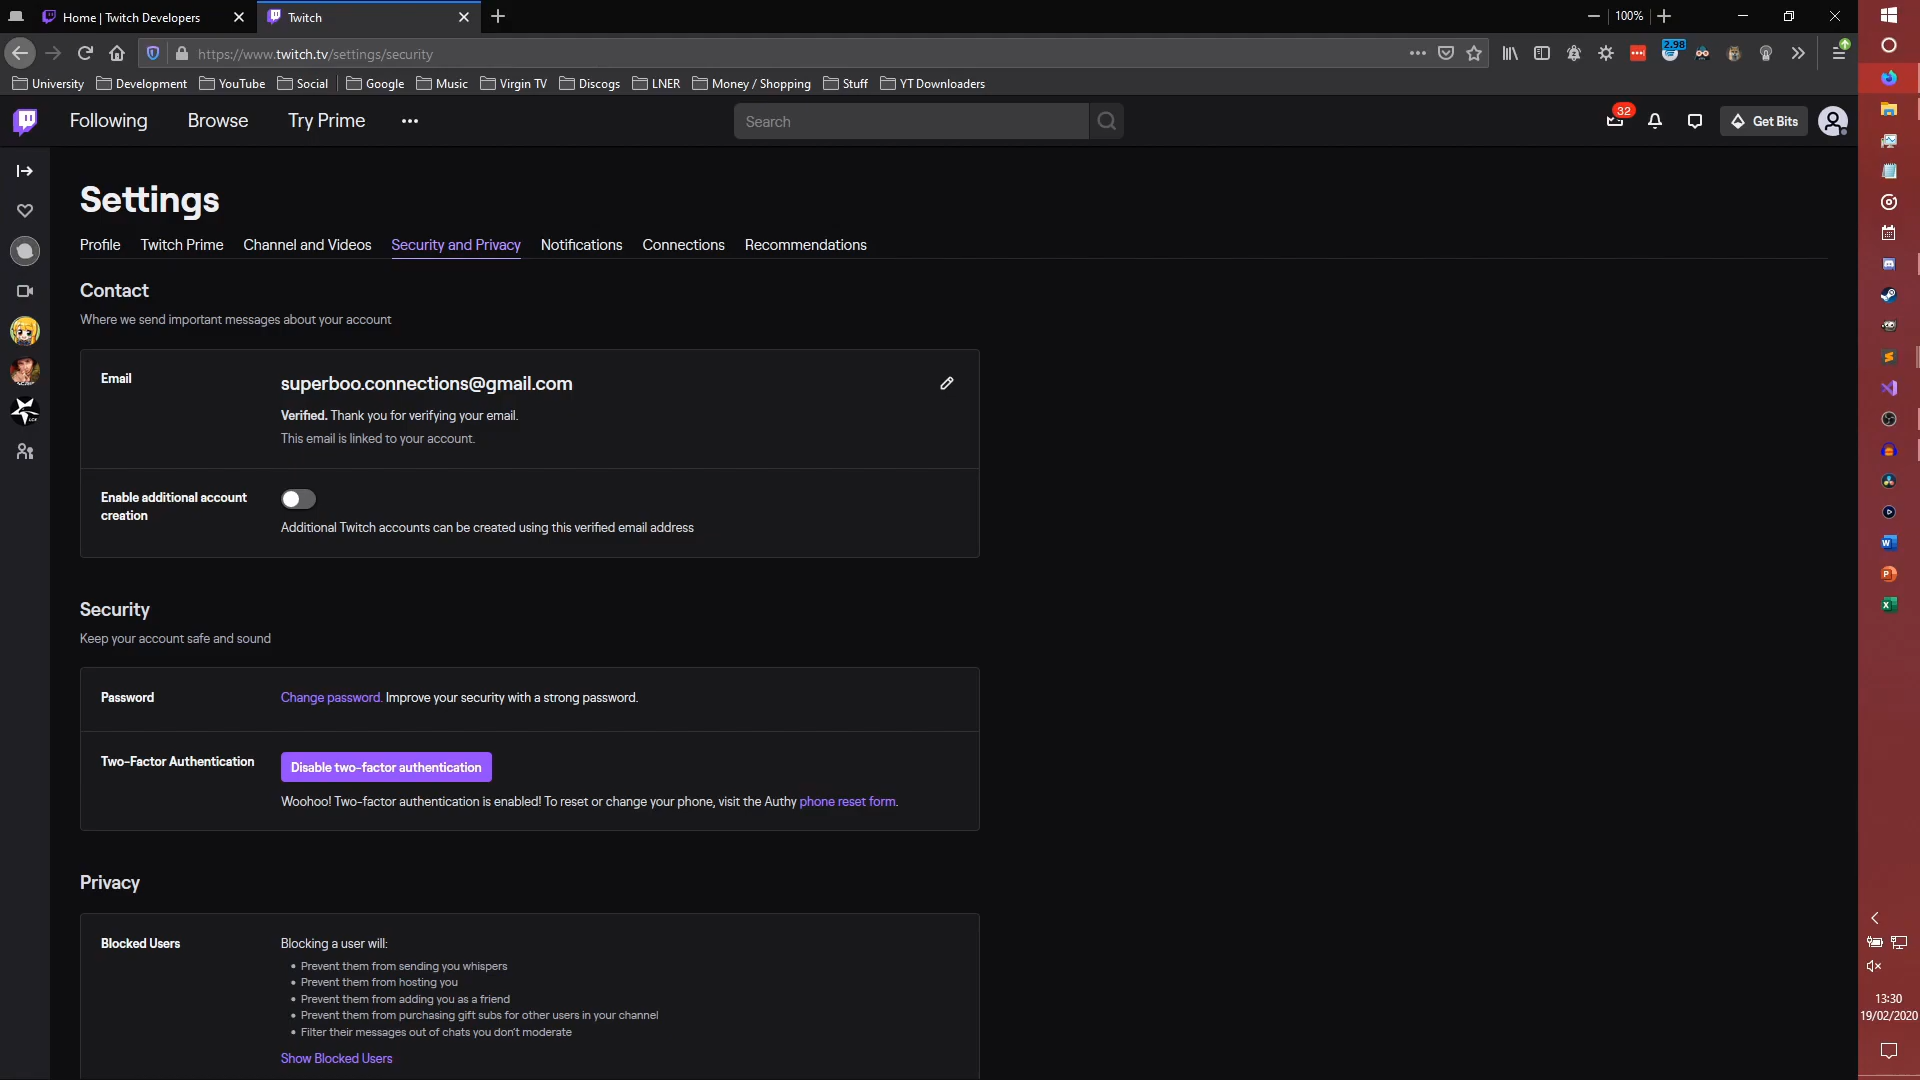 Home | Twitch Developers
Twitch
100%
https://www.twitch.tv/settings/security
2.98
University
Development
YouTube
Social
Google
Music
Virgin TV
Discogs
LNER
Money / Shopping
Stuff
YT Downloaders
Following
Browse
Try Prime
Search
32
Get Bits
Settings
Profile
Twitch Prime
Channel and Videos
Security and Privacy
Notifications
Connections
Recommendations
Contact
Where we send important messages about your account
Email
superboo.connections@gmail.com
Verified. Thank you for verifying your email.
This email is linked to your account.
Enable additional account
creation
Additional Twitch accounts can be created using this verified email address
Security
Keep your account safe and sound
Password
Change password. Improve your security with a strong password.
Two-Factor Authentication
Disable two-factor authentication
Woohoo! Two-factor authentication is enabled! To reset or change your phone, visit the Authy phone reset form.
Privacy
Blocked Users
Blocking a user will:
• Prevent them from sending you whispers
• Prevent them from hosting you
• Prevent them from adding you as a friend
• Prevent them from purchasing gift subs for other users in your channel
• Filter their messages out of chats you don't moderate
Show Blocked Users
13:30
19/02/2020